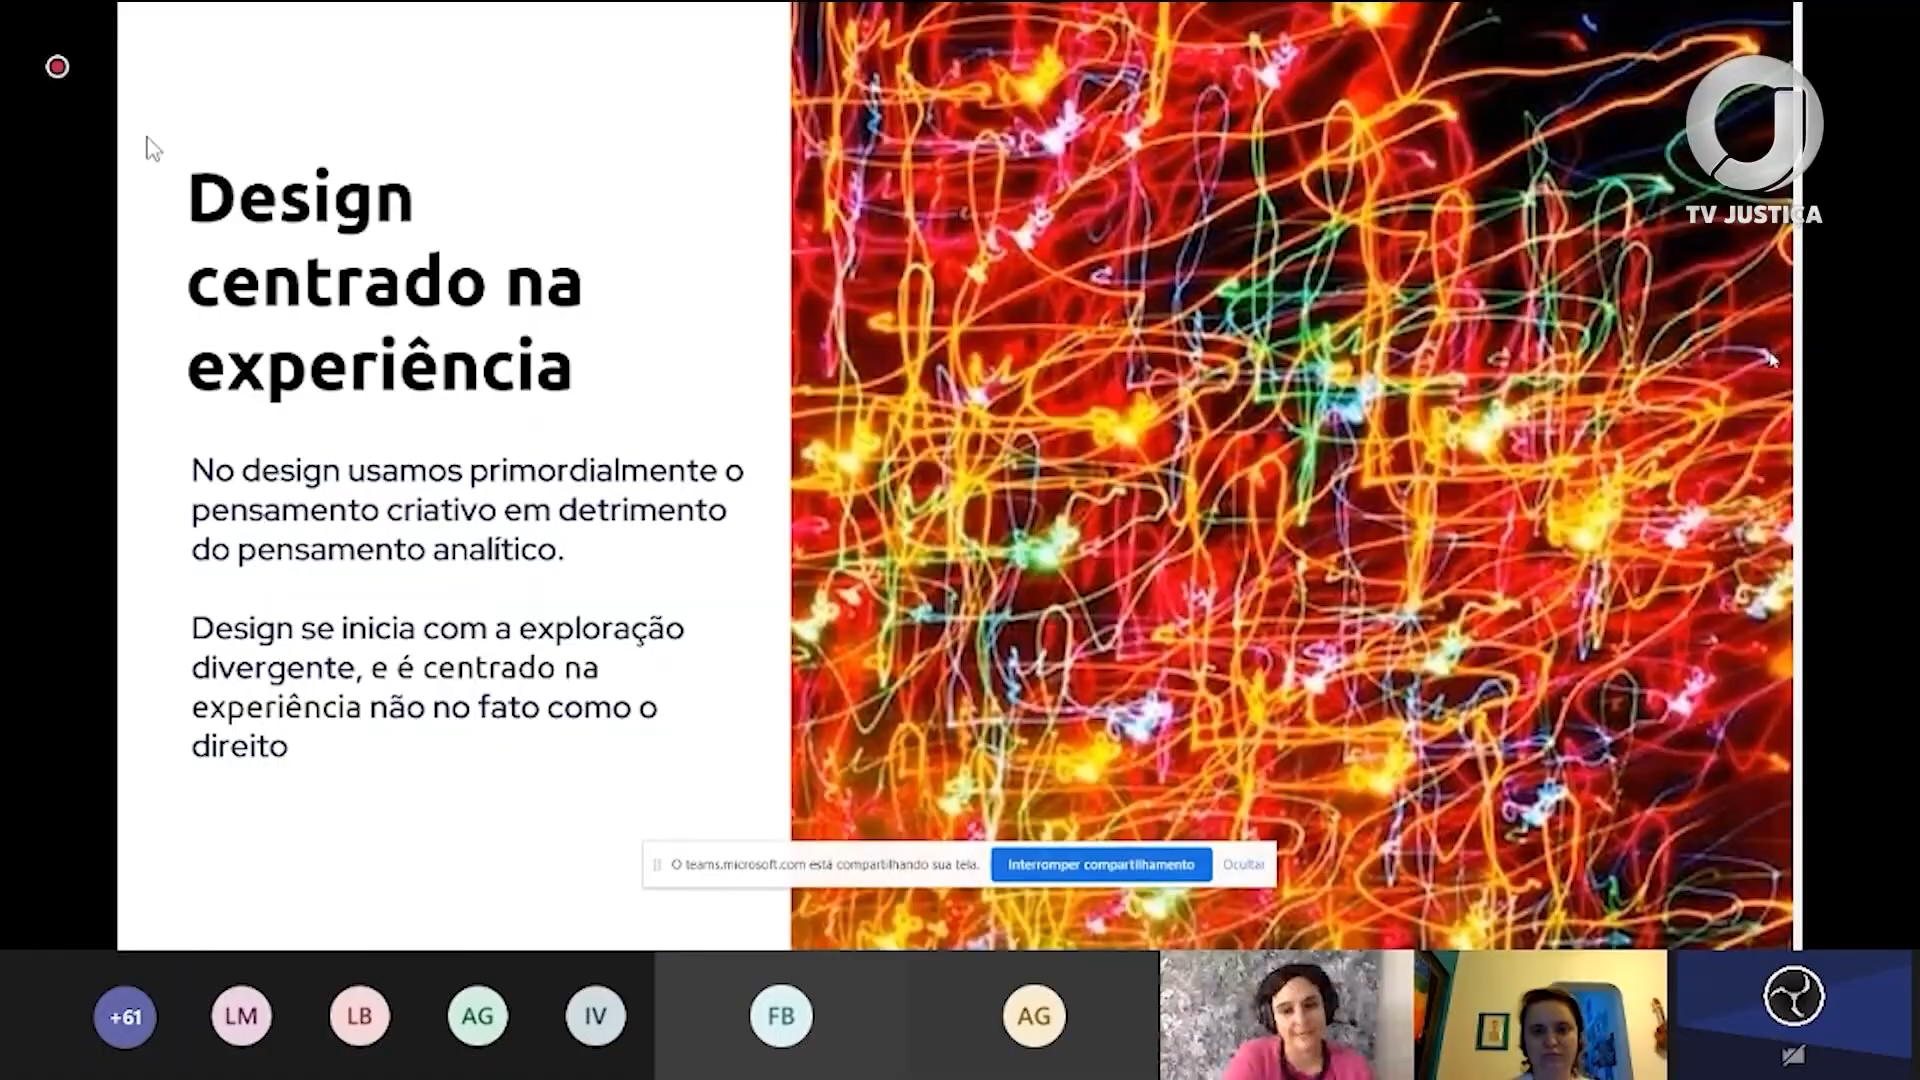 Design
centrado na
experiência
No design usamos primordialmente o
pensamento criativo em detrimento
do pensamento analítico.
Design se inicia com a exploração
divergente, e é centrado na
experiência não no fato como o
direito
TV JUSTIÇA
O teams.microsoft.com está compartilhando sua tela.
Interromper compartilhamento
Ocultar
+61
LM
LB
AG
IV
FB
AG